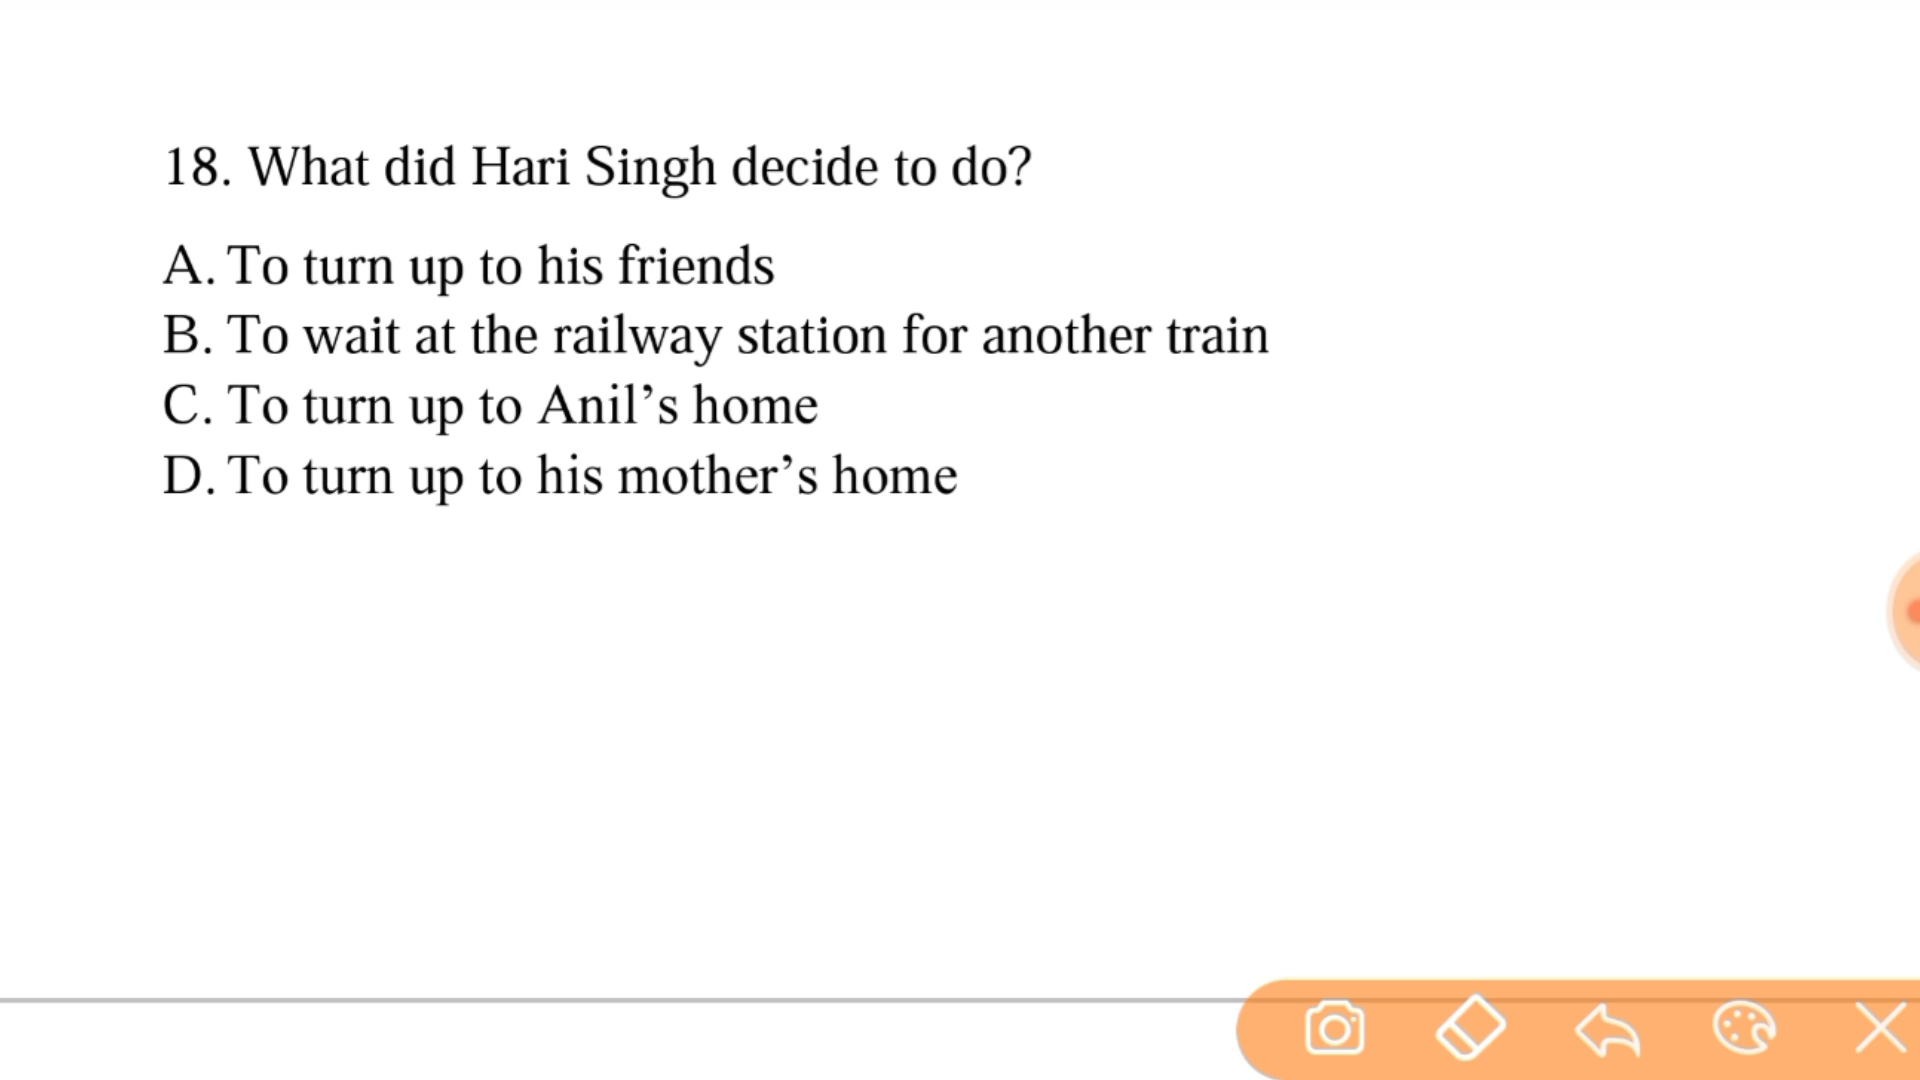 18. What did Hari Singh decide to do?
A. To turn up to his friends
B. To wait at the railway station for another train
C. To turn up to Anil’s home
D. To turn up to his mother’s home